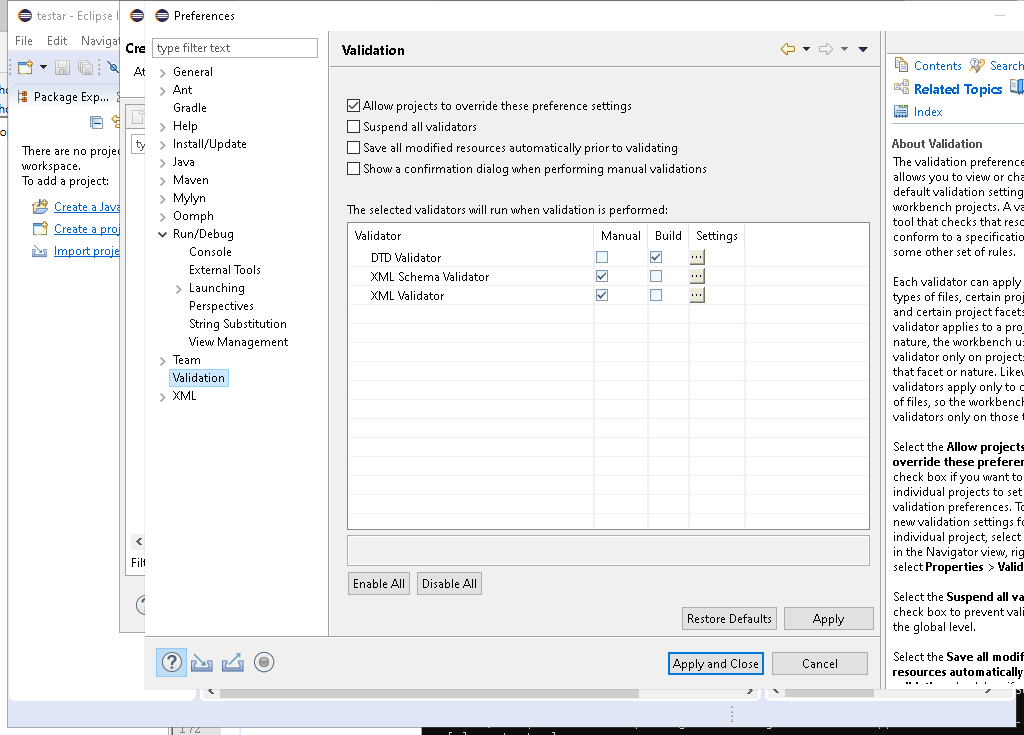 testar - Eclipse I
File Edit Navigat
Package Exp...
There are no projec
workspace.
To add a project:
Create a Java
Create a proj
Import proje
Cre
At
ty
Filt
Preferences
type filter text
General
Ant
Gradle
Help
Install/Update
Java
Maven
Mylyn
Oomph
Run/Debug
Console
External Tools
Launching
Perspectives
String Substitution
View Management
Team
Validation
XML
Validation
Allow projects to override these preference settings
Suspend all validators
Save all modified resources automatically prior to validating
Show a confirmation dialog when performing manual validations
The selected validators will run when validation is performed:
Validator Manual Build Settings
DTD Validator ...
XML Schema Validator ...
XML Validator ...
Enable All Disable All
Restore Defaults Apply
Apply and Close Cancel
Contents Search
Related Topics
Index
About Validation
The validation preference
allows you to view or cha
default validation setting
workbench projects. A va
tool that checks that reso
conform to a specificatio
some other set of rules.
Each validator can apply
types of files, certain proj
and certain project facets
validator applies to a proj
nature, the workbench u
validator only on projects
that facet or nature. Likev
validators apply only to c
of files, so the workbench
validators only on those t
Select the Allow projects
override these preferen
check box if you want to
individual projects to set
validation preferences. To
new validation settings fo
individual project, select
in the Navigator view, rig
select Properties > Valid
Select the Suspend all va
check box to prevent vali
the global level.
Select the Save all modif
resources automatically
172